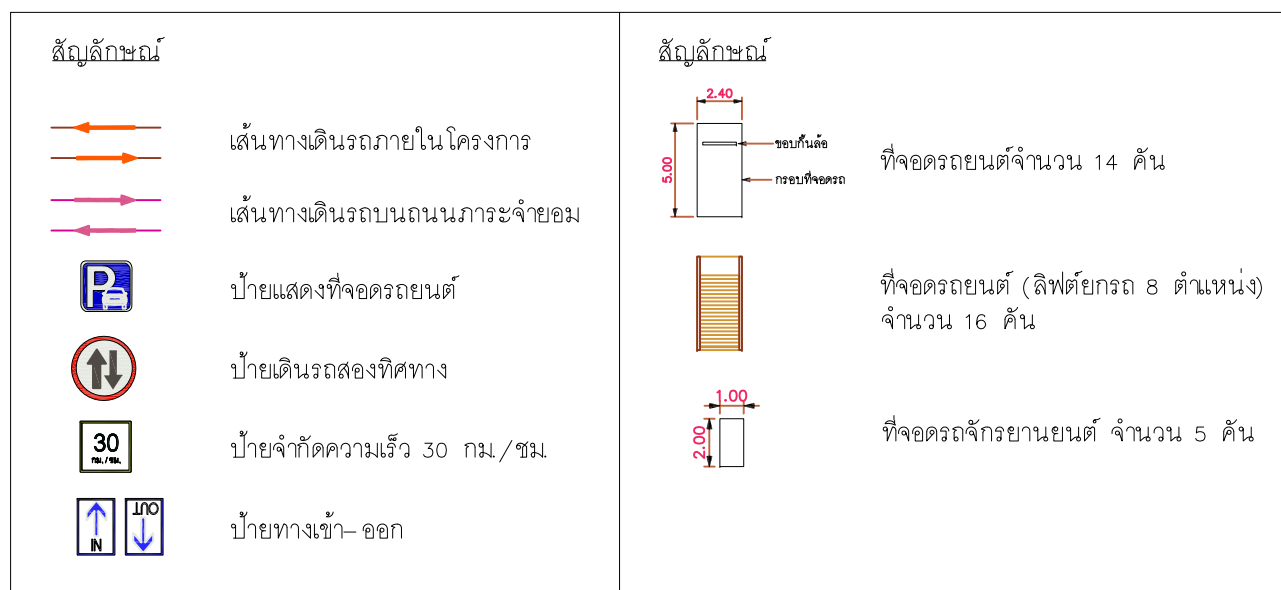 สัญลักษณ์
เส้นทางเดินรถภายในโครงการ
เส้นทางเดินรถบนถนนภาระจำยอม
P
ป้ายแสดงที่จอดรถยนต์
ป้ายเดินรถสองทิศทาง
30
กม./ชม.
ป้ายจำกัดความเร็ว 30 กม./ชม.
IN
OUT
ป้ายทางเข้า-ออก
สัญลักษณ์
2.40
5.00
ขอบกั้นล้อ
กรอบที่จอดรถ
ที่จอดรถยนต์จำนวน 14 คัน
ที่จอดรถยนต์ (ลิฟต์ยกรถ 8 ตำแหน่ง)
จำนวน 16 คัน
1.00
2.00
ที่จอดรถจักรยานยนต์ จำนวน 5 คัน